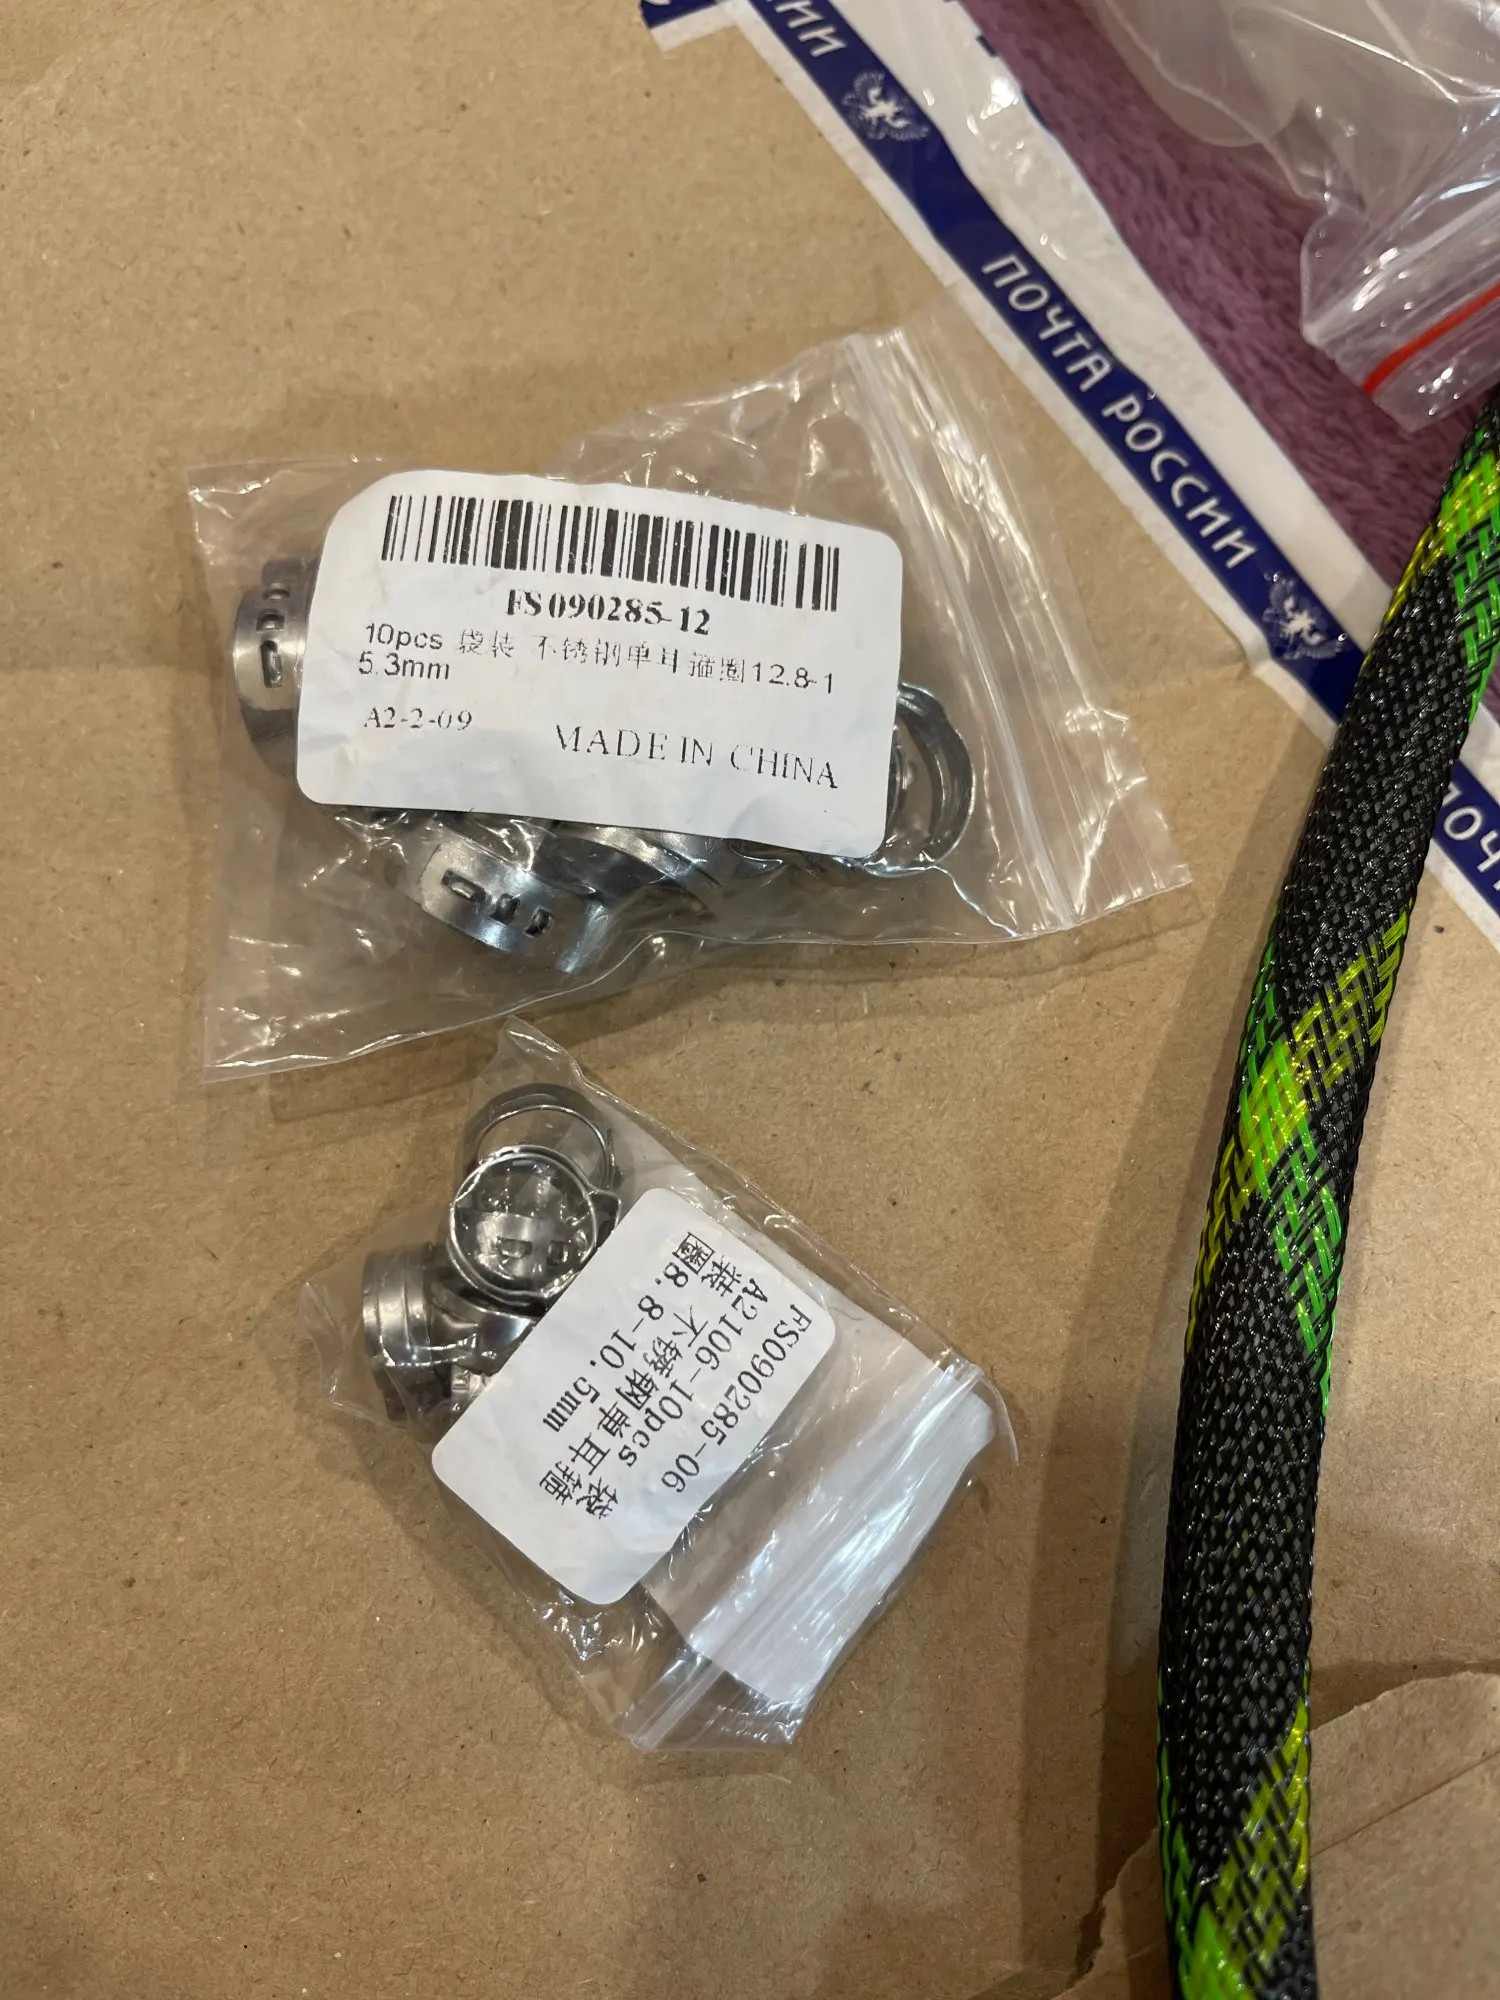 ПОЧТА РОССИИ
FS090285-12
10pcs 袋装 不锈钢单耳箍圈12.8-1
5.3mm
A2-2-09 MADE IN CHINA
FS090285-06
A2106-10pcs 袋
装 不锈钢单耳箍
圈8.8-10.5mm